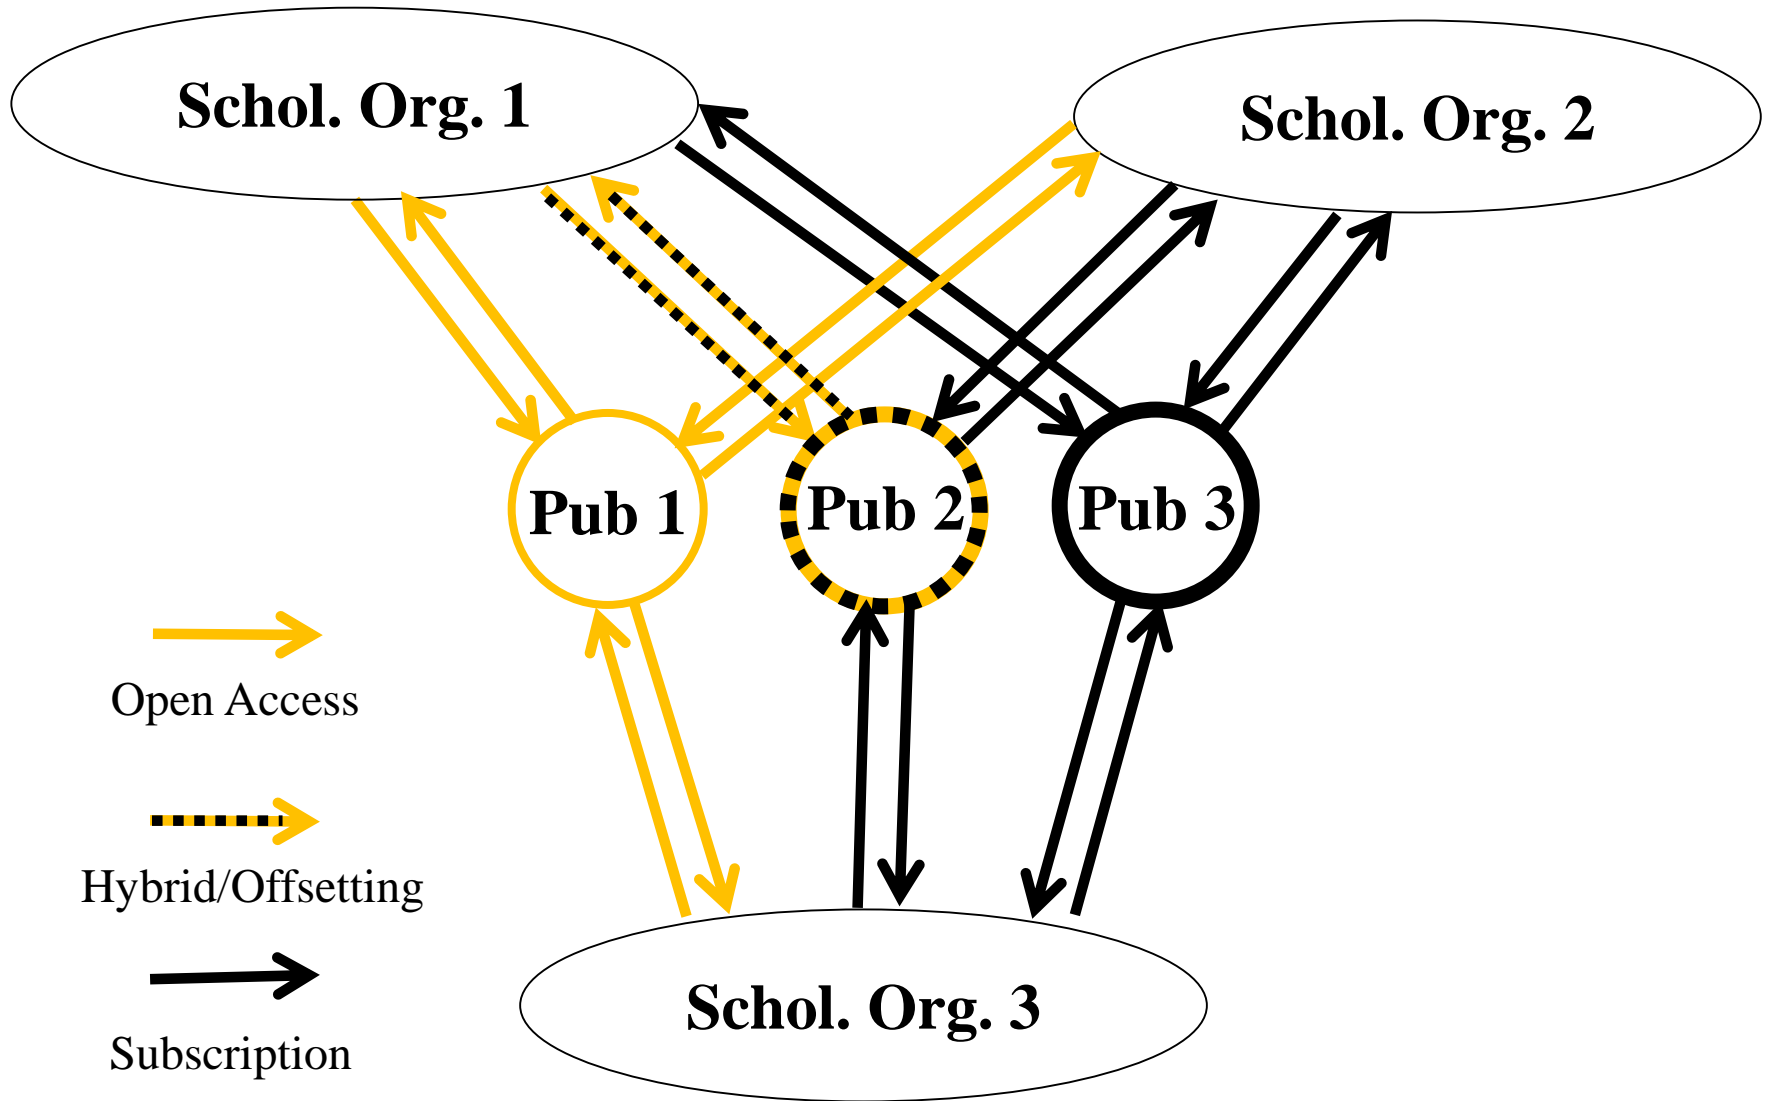 Schol. Org. 1
Schol. Org. 2
Pub 1
Pub 2
Pub 3
Open Access
Hybrid/Offsetting
Subscription
Schol. Org. 3